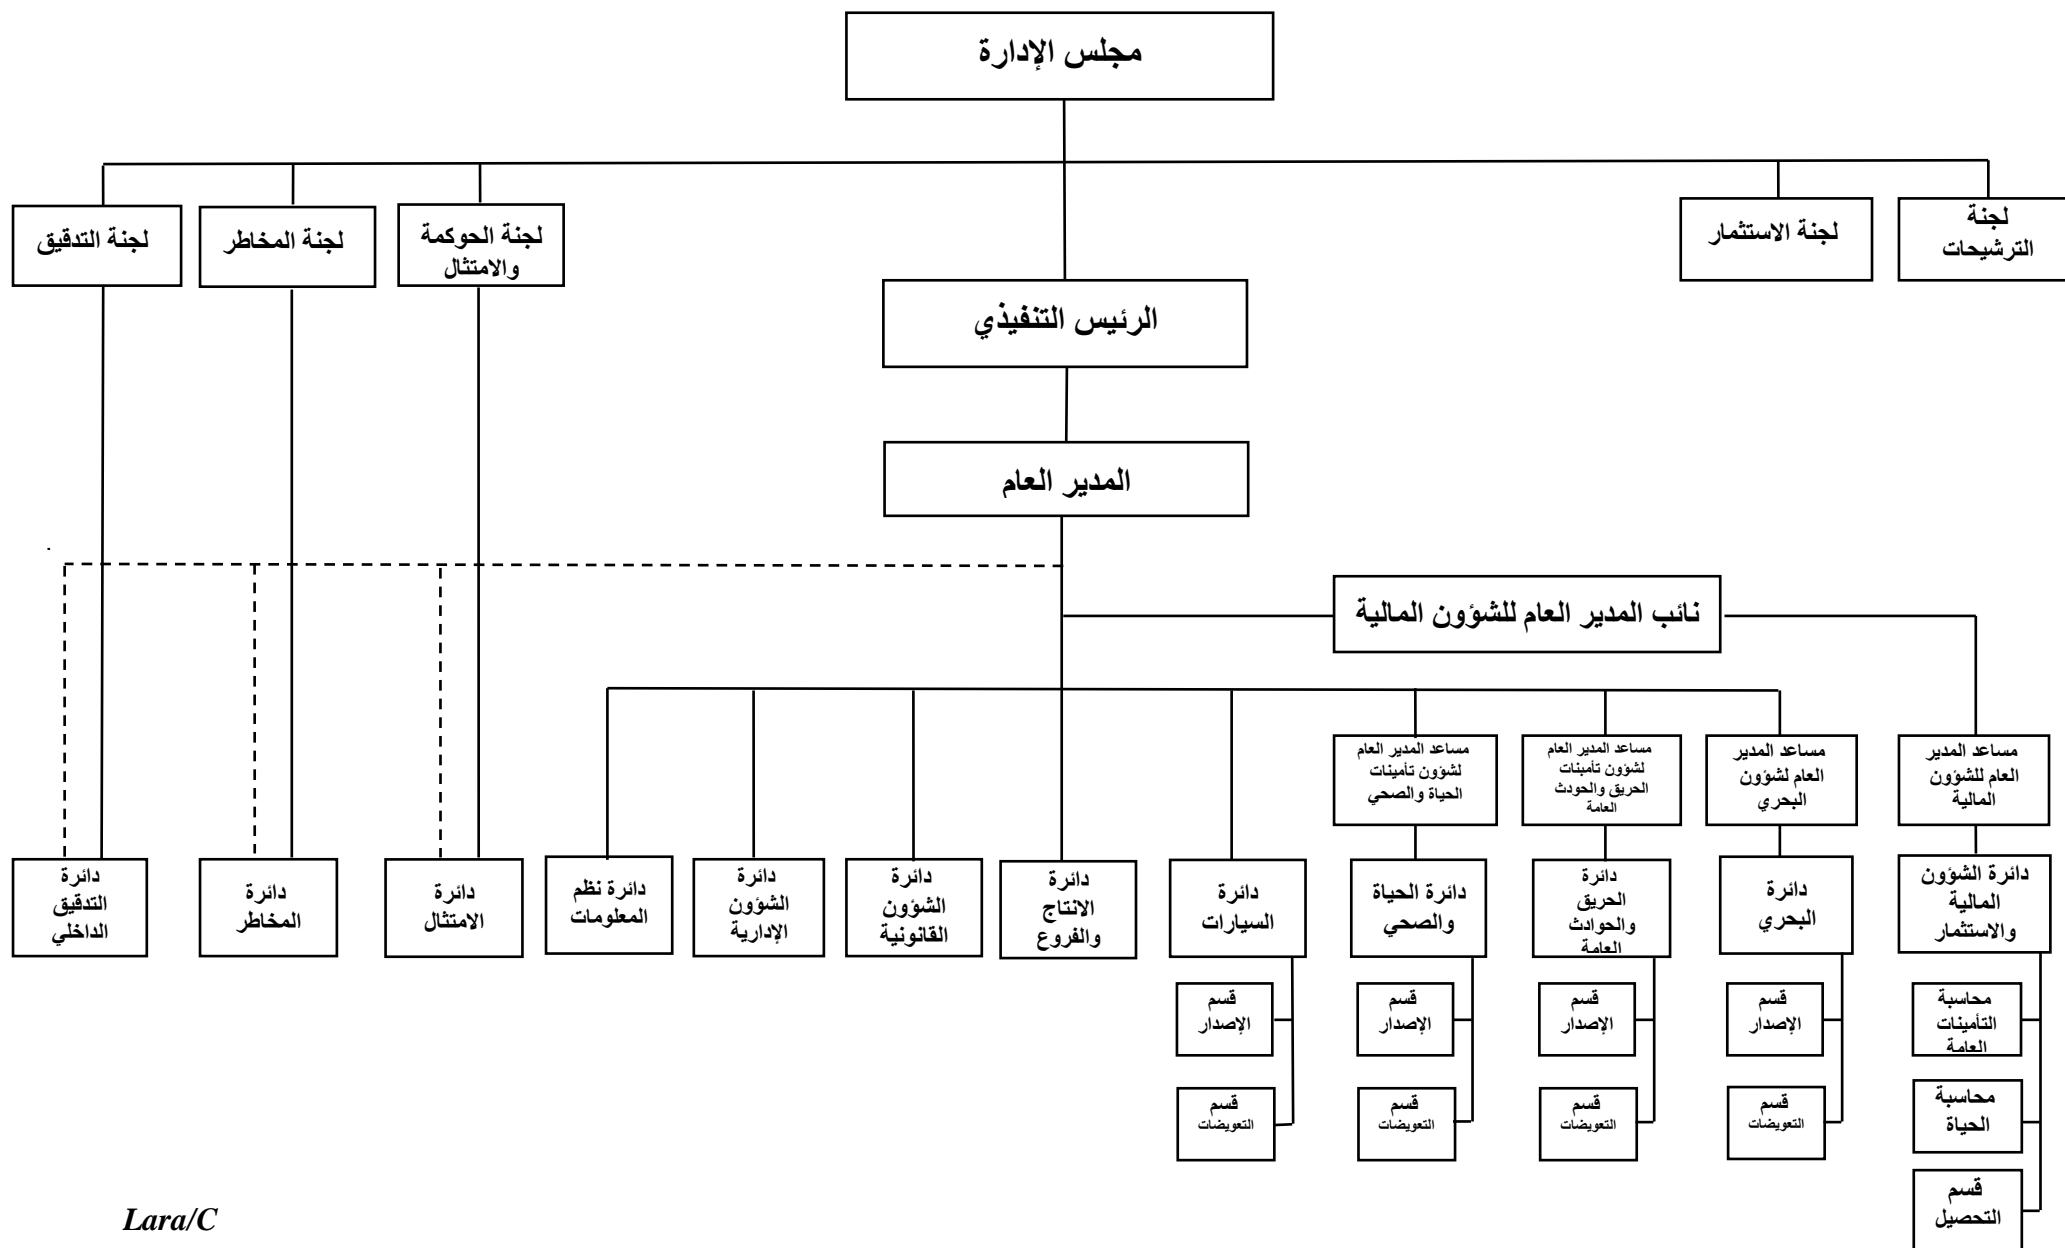 مجلس الإدارة
لجنة
الترشيحات
لجنة الاستثمار
لجنة الحوكمة
والامتثال
لجنة المخاطر
لجنة التدقيق
الرئيس التنفيذي
المدير العام
نائب المدير العام للشؤون المالية
مساعد المدير
العام للشؤون
المالية
مساعد المدير
العام لشؤون
البحري
مساعد المدير العام
لشؤون تأمينات
الحريق والحودث
العامة
مساعد المدير العام
لشؤون تأمينات
الحياة والصحي
دائرة الشؤون
المالية
والاستثمار
دائرة
البحري
دائرة
الحريق
والحوادث
العامة
دائرة الحياة
والصحي
دائرة
السيارات
دائرة
الانتاج
والفروع
دائرة
الشؤون
القانونية
دائرة
الشؤون
الإدارية
دائرة نظم
المعلومات
دائرة
الامتثال
دائرة
المخاطر
دائرة
التدقيق
الداخلي
محاسبة
التأمينات
العامة
قسم
الإصدار
قسم
الإصدار
قسم
الإصدار
قسم
الإصدار
محاسبة
الحياة
قسم
التعويضات
قسم
التعويضات
قسم
التعويضات
قسم
التعويضات
قسم
التحصيل
Lara/C